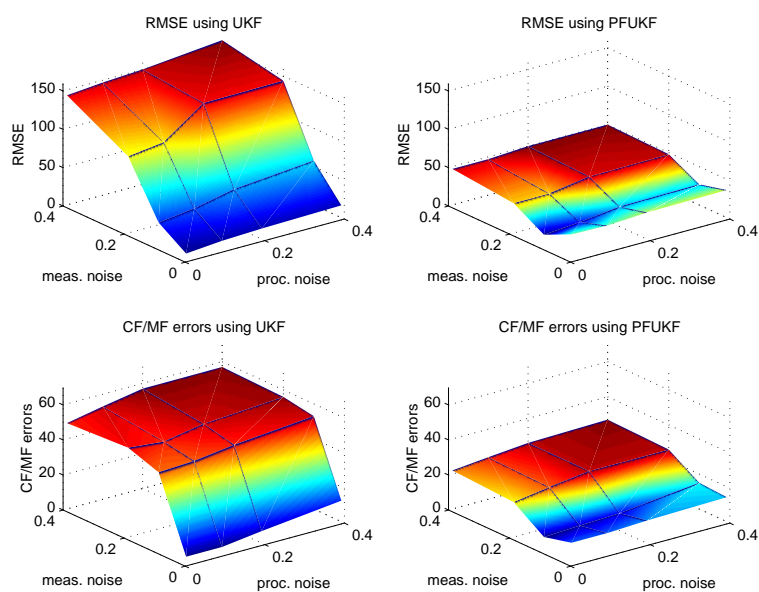 RMSE using UKF
150
100
50
0
RMSE
0.4
0.2
0
meas. noise
0
0.2
0.4
proc. noise
RMSE using PFUKF
150
100
50
0
RMSE
0.4
0.2
0
meas. noise
0
0.2
0.4
proc. noise
CF/MF errors using UKF
60
40
20
0
CF/MF errors
0.4
0.2
0
meas. noise
0
0.2
0.4
proc. noise
CF/MF errors using PFUKF
60
40
20
0
CF/MF errors
0.4
0.2
0
meas. noise
0
0.2
0.4
proc. noise